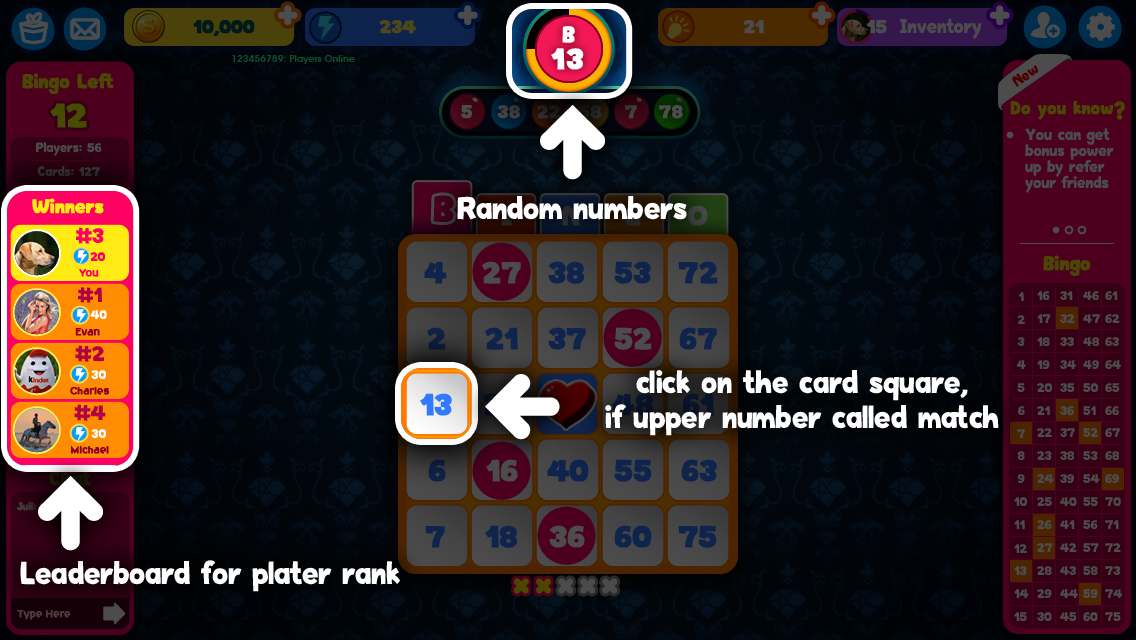 10,000
234
B
13
21
15 Inventory
123456789: Players Online
Bingo Left
12
Players: 56
Cards: 127
5 38 22 7 78
New
Do you know?
• You can get
bonus power
up by refer
your friends
Winners
#3
20
You
#1
40
Evan
#2
30
kinder
Charles
#4
30
Michael
Random numbers
B O
4 27 38 53 72
2 21 37 52 67
13
6 16 40 55 63
7 18 36 60 75
click on the card square,
if upper number called match
Leaderboard for plater rank
Type Here
Bingo
1 16 31 46 61
2 17 32 47 62
3 18 33 48 63
4 19 34 49 64
5 20 35 50 65
6 21 36 51 66
7 22 37 52 67
8 23 38 53 68
9 24 39 54 69
10 25 40 55 70
11 26 41 56 71
12 27 42 57 72
13 28 43 58 73
14 29 44 59 74
15 30 45 60 75